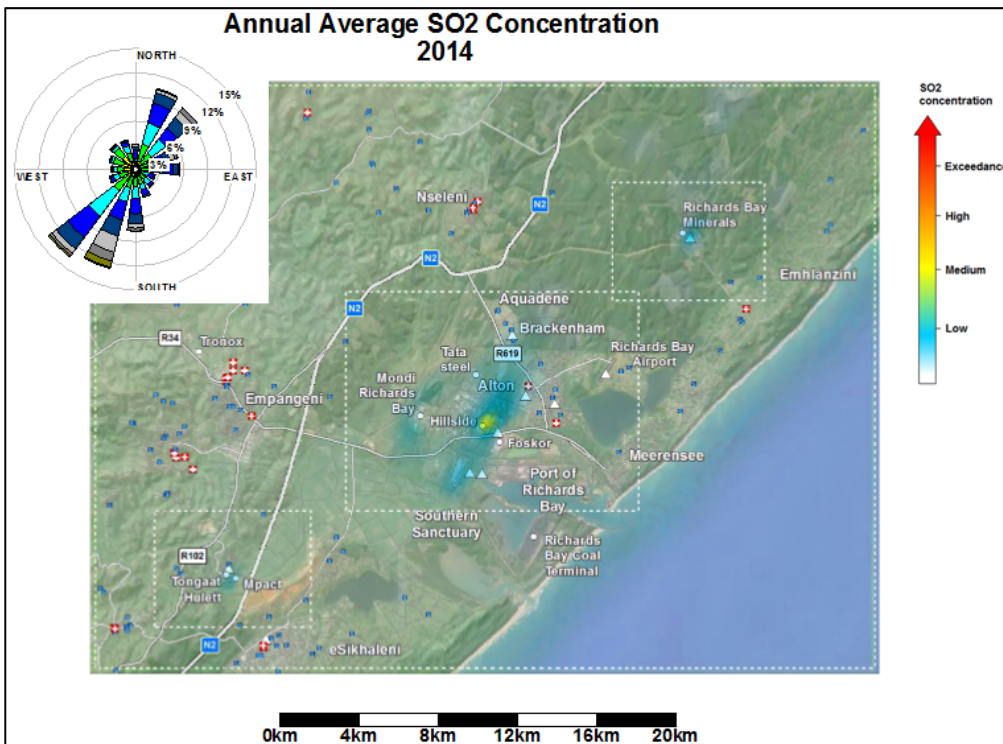 Annual Average SO2 Concentration
2014
NORTH
15%
12%
9%
6%
3%
WEST
EAST
SOUTH
SO2
concentration
Exceedance
High
Medium
Low
Nseleni
N2
Richards Bay
Minerals
N2
Emhlanzini
N2
Aquadene
R34
Tronox
Brackenham
R619
Richards Bay
Airport
Tata
steel
Mondi
Richards
Bay
Alton
Empangeni
Hillside
Foskor
Meerensee
Port of
Richards
Bay
Southern
Sanctuary
Richards
Bay Coal
Terminal
R102
Tongaat
Hulett
Mpact
N2
eSikhaleni
0km
4km
8km
12km
16km
20km